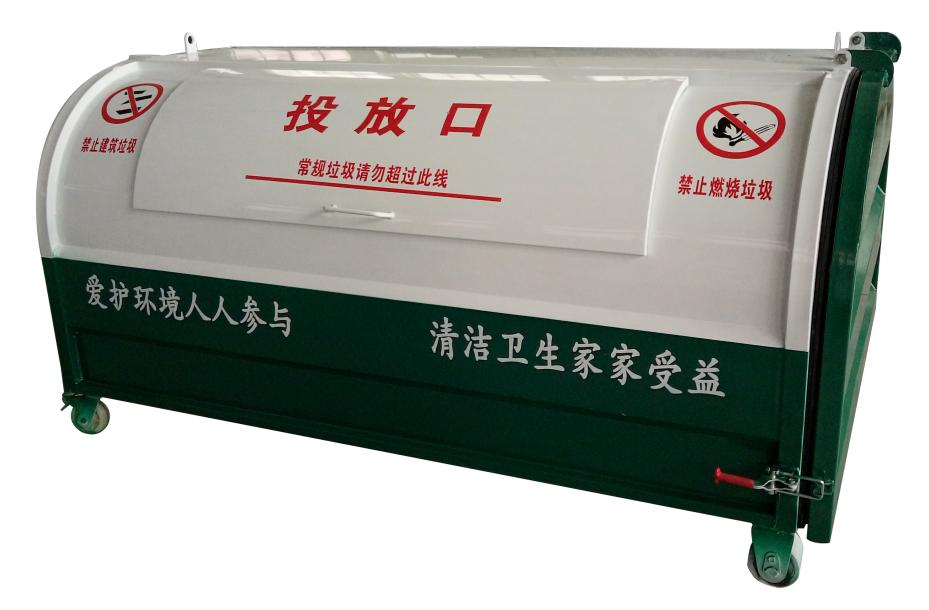 投放口
常规垃圾请勿超过此线
禁止建筑垃圾
禁止燃烧垃圾
爱护环境人人参与
清洁卫生家家受益